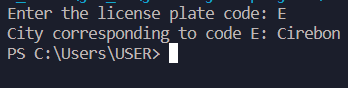 Enter the license plate code: E
City corresponding to code E: Cirebon
PS C:\Users\USER>